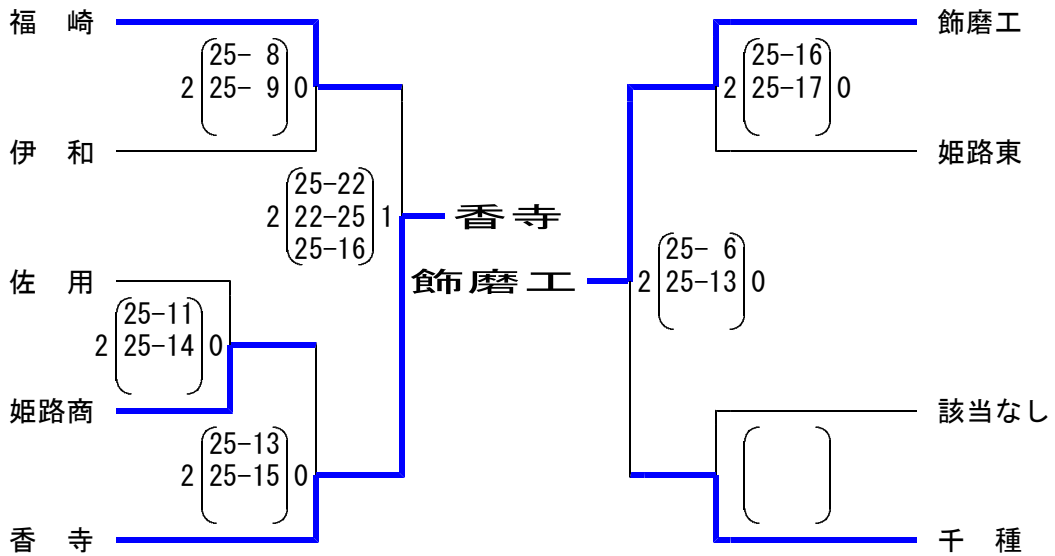 福　崎
2 25- 8 0
25- 9
伊　和
2 25-22 1
22-25
25-16
香寺
佐　用
2 25-11 0
25-14
姫路商
2 25-13 0
25-15
香　寺
飾磨工
2 25-16 0
25-17
姫路東
飾磨工
2 25- 6 0
25-13
該当なし
千　種